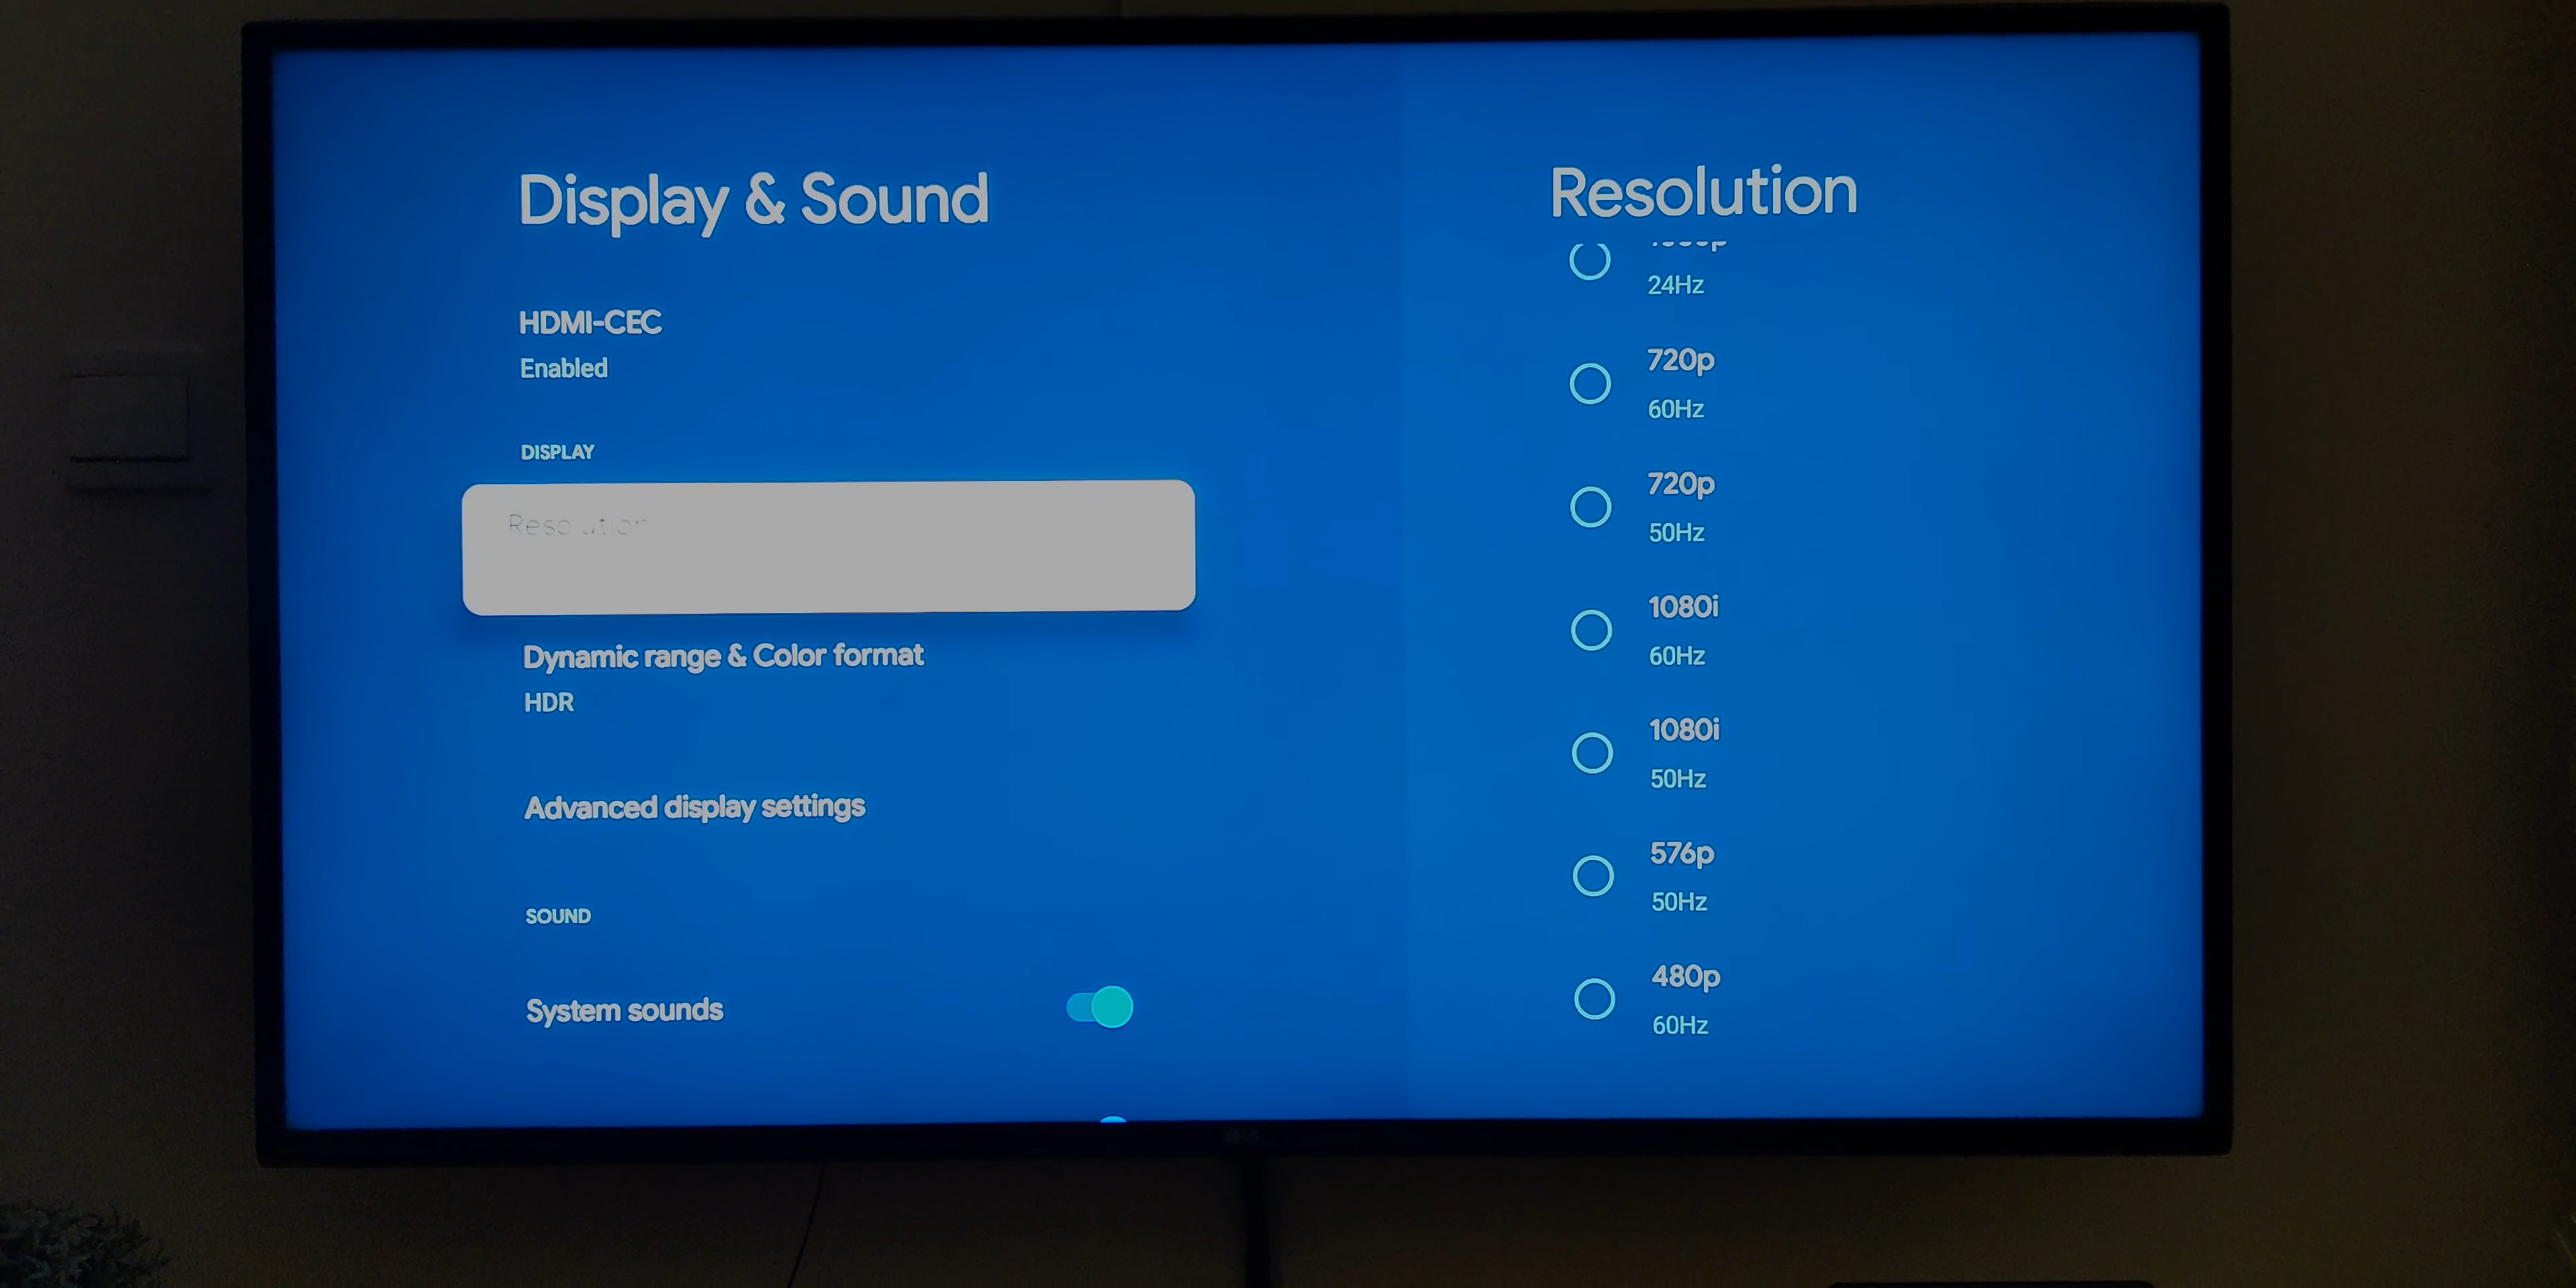 Display & Sound
HDMI-CEC
Enabled
DISPLAY
Resolution
Dynamic range & Color format
HDR
Advanced display settings
SOUND
System sounds
Resolution
24Hz
720p
60Hz
720p
50Hz
1080i
60Hz
1080i
50Hz
576p
50Hz
480p
60Hz